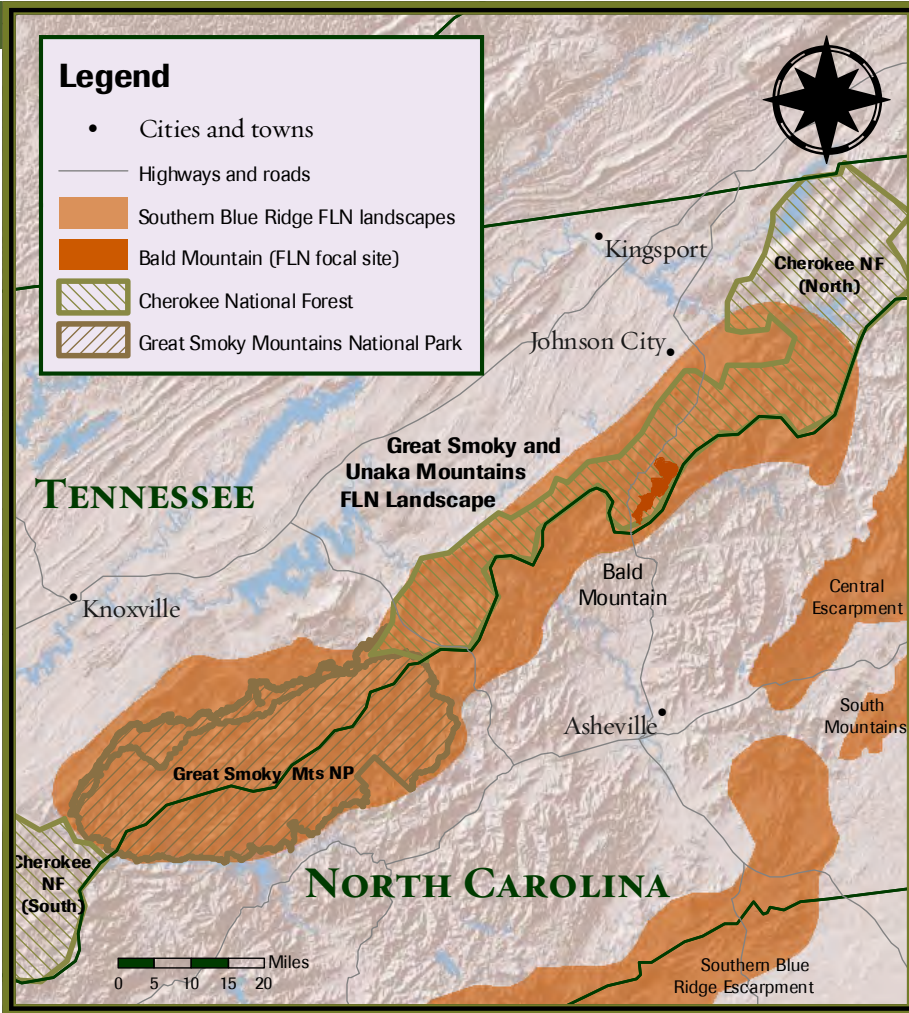 Legend
Cities and towns
Highways and roads
Southern Blue Ridge FLN landscapes
Bald Mountain (FLN focal site)
Cherokee National Forest
Great Smoky Mountains National Park
Kingsport
Cherokee NF
(North)
Johnson City
Great Smoky and
Unaka Mountains
FLN Landscape
TENNESSEE
Bald
Mountain
Central
Escarpment
Knoxville
South
Mountains
Asheville
Great Smoky Mts NP
Cherokee
NF
(South)
NORTH CAROLINA
Miles
0 5 10 15 20
Southern Blue
Ridge Escarpment